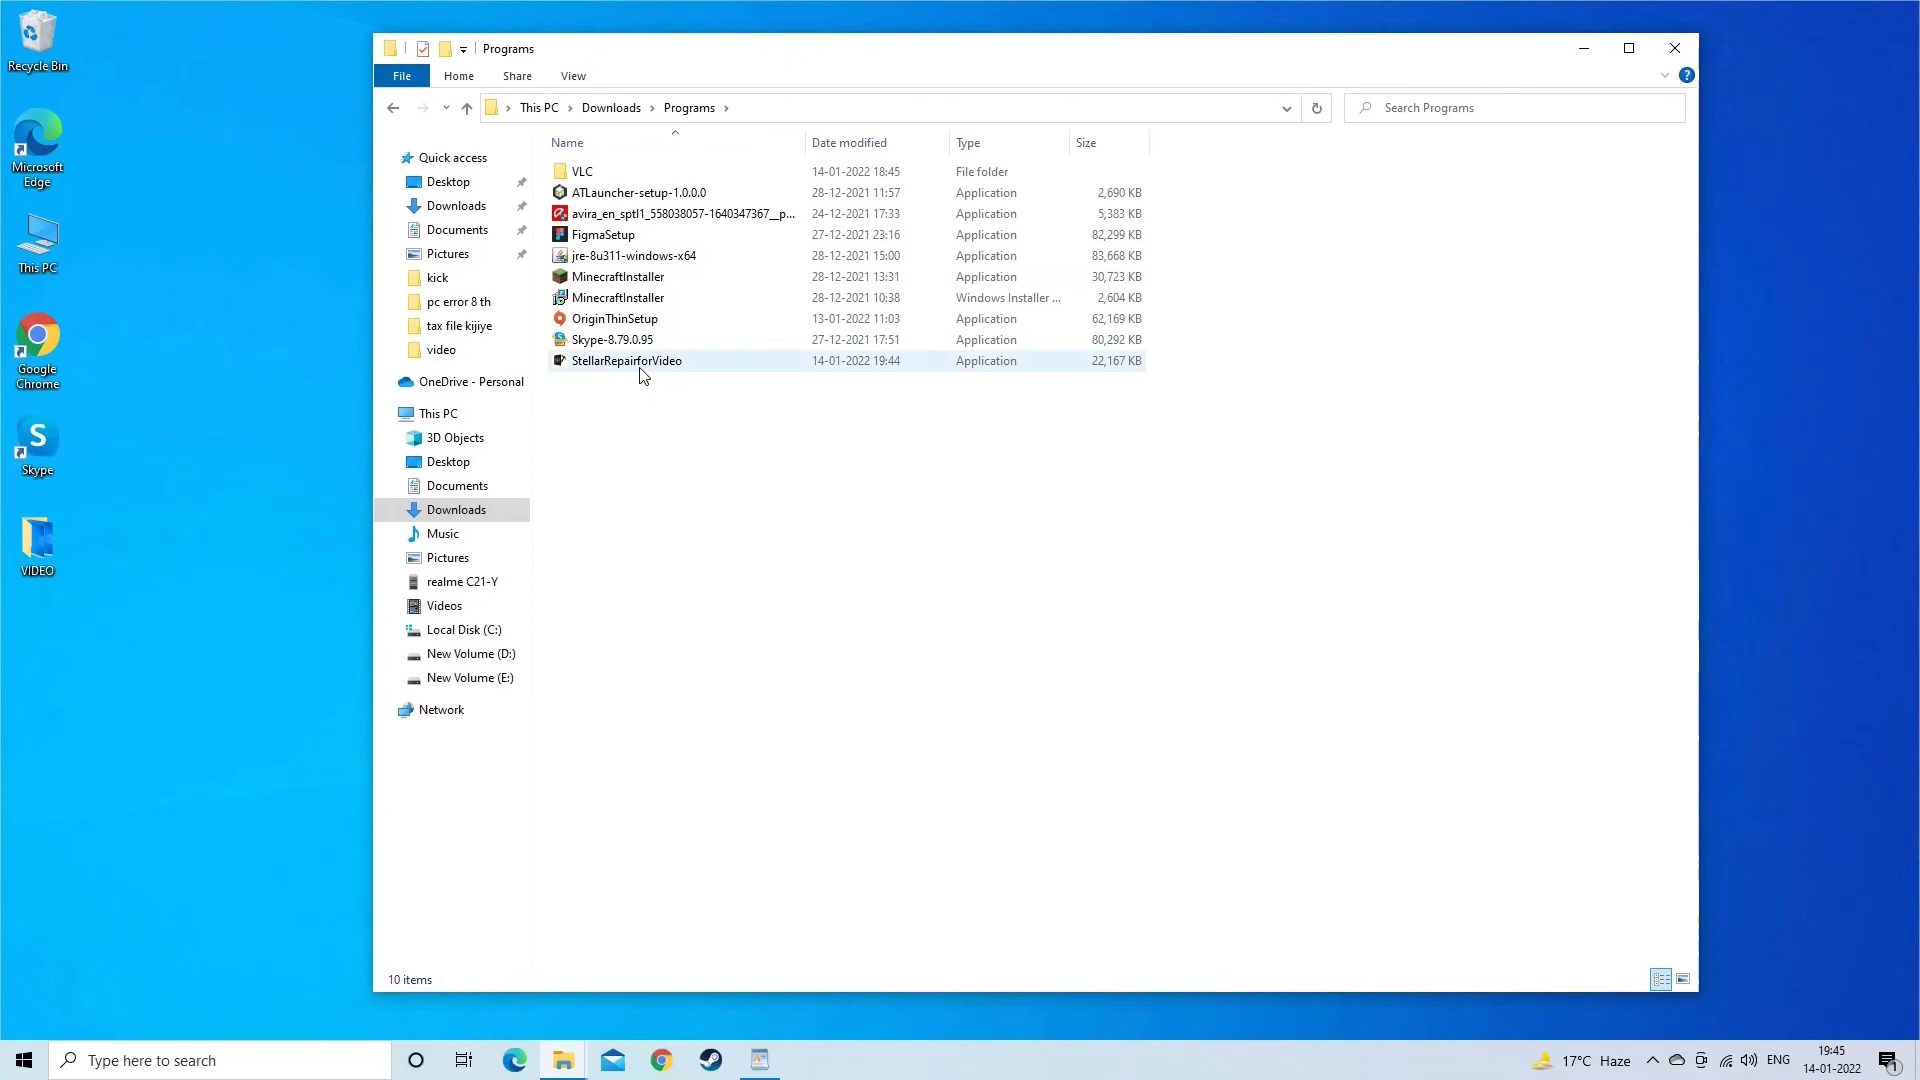 Recycle Bin
Microsoft
Edge
This PC
Google
Chrome
Skype
VIDEO
Programs
File Home Share View
This PC Downloads Programs
Search Programs
Name Date modified Type Size
VLC 14-01-2022 18:45 File folder
ATLauncher-setup-1.0.0.0 28-12-2021 11:57 Application 2,690 KB
avira_en_sptl1_558038057-1640347367__p... 24-12-2021 17:33 Application 5,383 KB
FigmaSetup 27-12-2021 23:16 Application 82,299 KB
jre-8u311-windows-x64 28-12-2021 15:00 Application 83,668 KB
MinecraftInstaller 28-12-2021 13:31 Application 30,723 KB
MinecraftInstaller 28-12-2021 10:38 Windows Installer ... 2,604 KB
OriginThinSetup 13-01-2022 11:03 Application 62,169 KB
Skype-8.79.0.95 27-12-2021 17:51 Application 80,292 KB
StellarRepairforVideo 14-01-2022 19:44 Application 22,167 KB
Quick access
Desktop
Downloads
Documents
Pictures
kick
pc error 8 th
tax file kijiye
video
OneDrive - Personal
This PC
3D Objects
Desktop
Documents
Downloads
Music
Pictures
realme C21-Y
Videos
Local Disk (C:)
New Volume (D:)
New Volume (E:)
Network
10 items
Type here to search
17°C Haze
ENG
19:45
14-01-2022
1